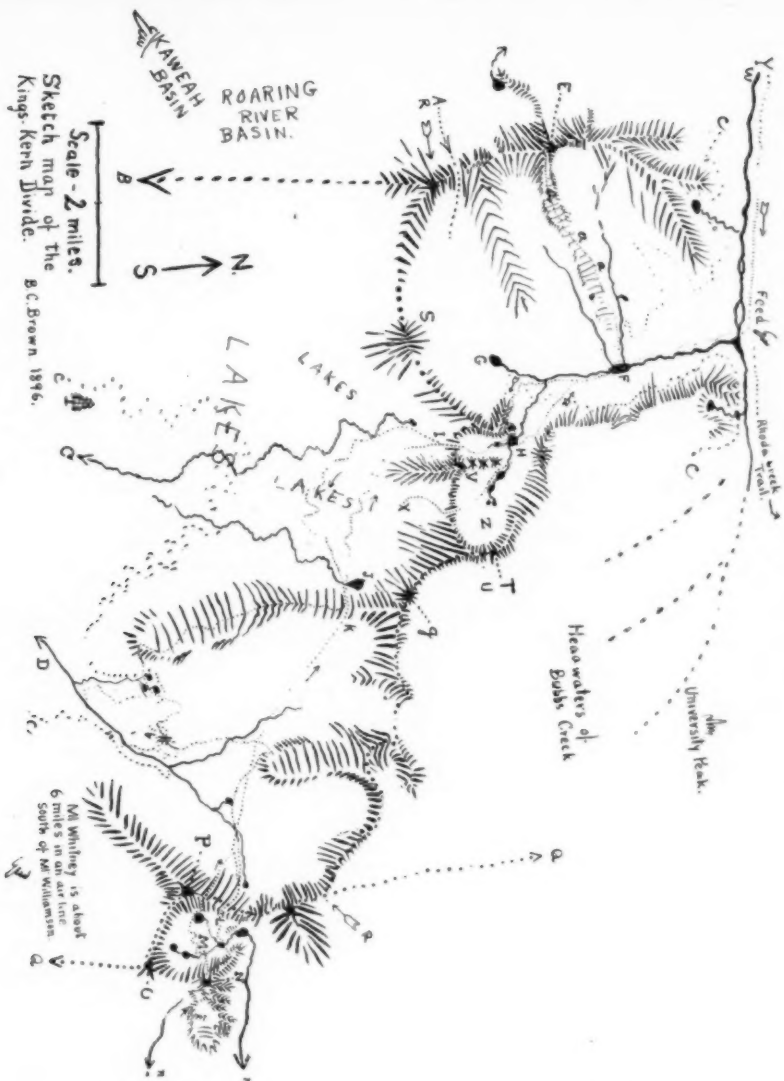 KAWEAH
BASIN
ROARING
RIVER
BASIN.
Scale - 2 miles.
Sketch map of the
Kings-Kern Divide.
B.C. Brown 1896.
N.
S
B
A
R
E
Y
W
C
Feed
Rhoda Creek
Trail.
a
a
F
G
S
H
I
V
Z
X
T
U
C
LAKES
LAKES
LAKES
c
C
J
K
g
D
c.
Headwaters of
Bubbs Creek
University Peak.
Mt Whitney is about
6 miles in an air line
south of Mt Williamson
P
L
M
N
Q
R
Q